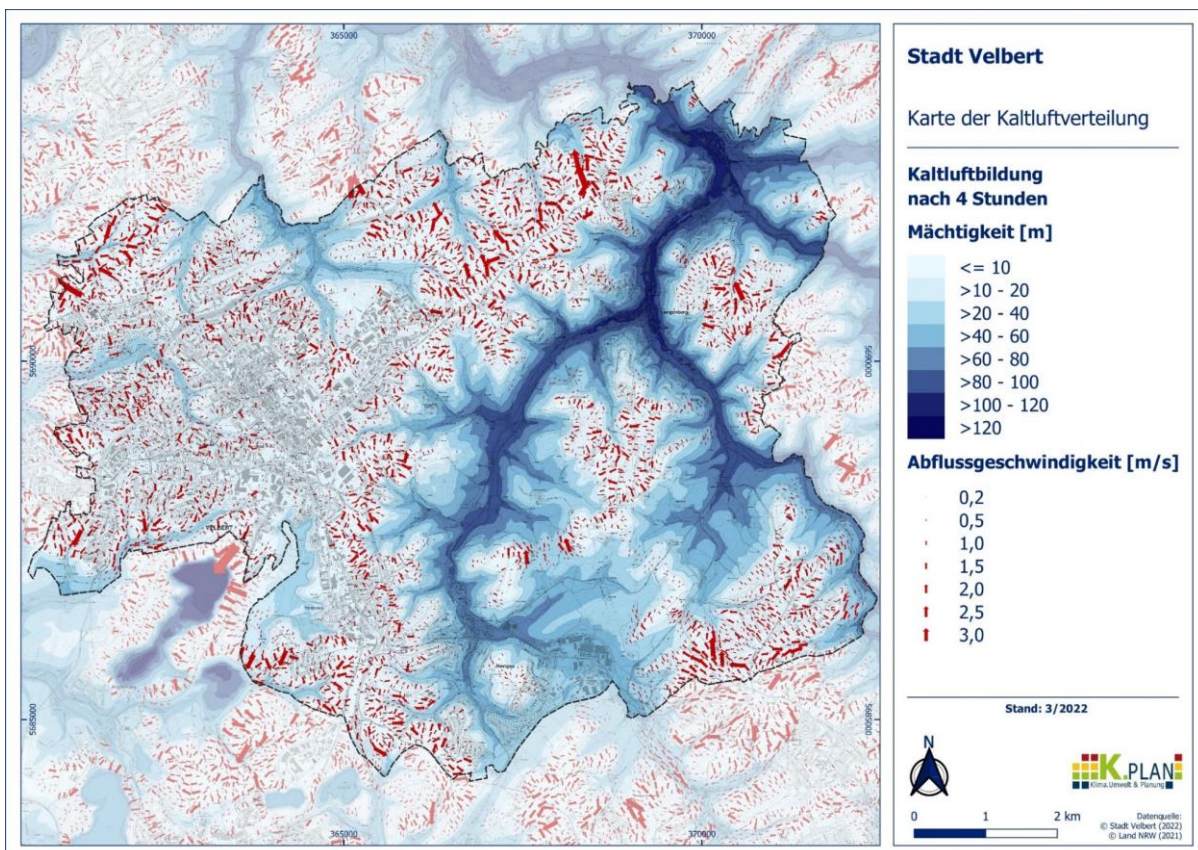 365000
370000
5690000
5690000
5685000
5685000
365000
370000
Langenberg
VELBERT
Stadt Velbert
Karte der Kaltluftverteilung
Kaltluftbildung
nach 4 Stunden
Mächtigkeit [m]
<= 10
>10 - 20
>20 - 40
>40 - 60
>60 - 80
>80 - 100
>100 - 120
>120
Abflussgeschwindigkeit [m/s]
0,2
0,5
1,0
1,5
2,0
2,5
3,0
Stand: 3/2022
N
K.PLAN
Klima.Umwelt & Planung
0 1 2 km
Datenquelle:
© Stadt Velbert (2022)
© Land NRW (2021)